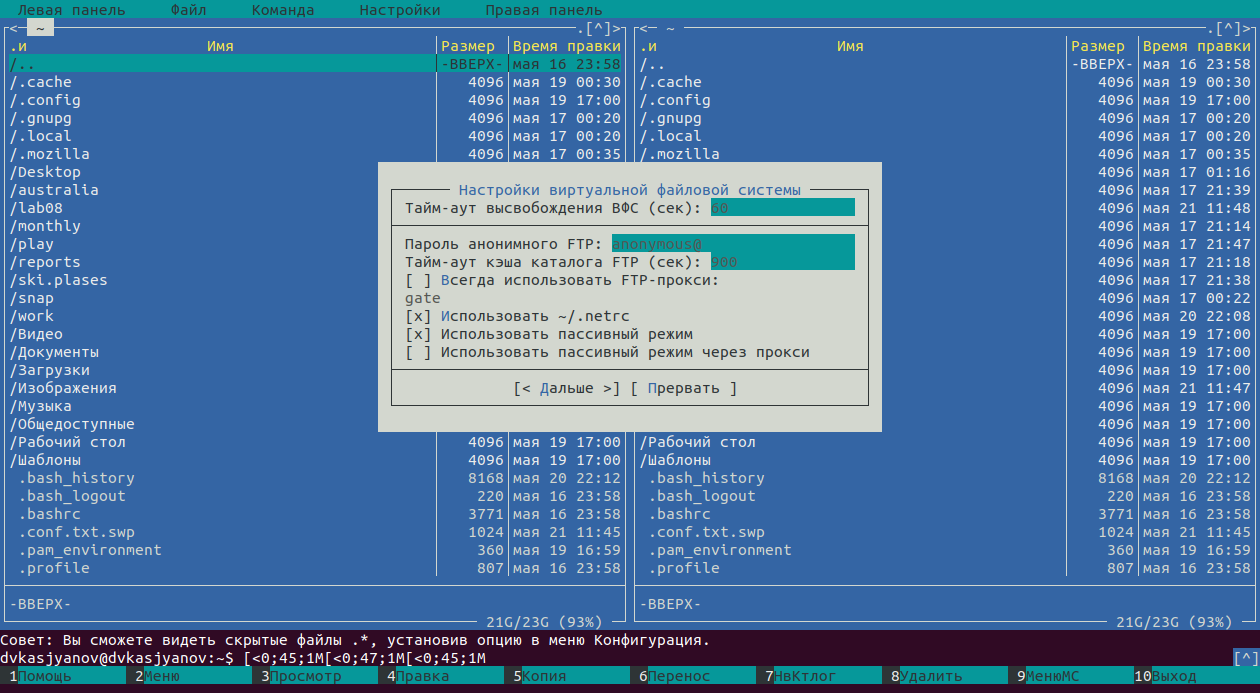 Левая панель Файл Команда Настройки Правая панель
<- ~ .[^]> <- ~ .[^]>
.и Имя Размер Время правки .и Имя Размер Время правки
/.. -ВВЕРХ- мая 16 23:58 /.. -ВВЕРХ- мая 16 23:58
/.cache 4096 мая 19 00:30 /.cache 4096 мая 19 00:30
/.config 4096 мая 19 17:00 /.config 4096 мая 19 17:00
/.gnupg 4096 мая 17 00:20 /.gnupg 4096 мая 17 00:20
/.local 4096 мая 17 00:20 /.local 4096 мая 17 00:20
/.mozilla 4096 мая 17 00:35 /.mozilla 4096 мая 17 00:35
/Desktop 4096 мая 17 01:16
/australia Настройки виртуальной файловой системы 4096 мая 17 21:39
/lab08 Тайм-аут высвобождения ВФС (сек): 60 4096 мая 21 11:48
/monthly 4096 мая 17 21:14
/play Пароль анонимного FTP: anonymous@ 4096 мая 17 21:47
/reports Тайм-аут кэша каталога FTP (сек): 900 4096 мая 17 21:18
/ski.plases [ ] Всегда использовать FTP-прокси: 4096 мая 17 21:38
/snap gate 4096 мая 17 00:22
/work [x] Использовать ~/.netrc 4096 мая 20 22:08
/Видео [x] Использовать пассивный режим 4096 мая 19 17:00
/Документы [ ] Использовать пассивный режим через прокси 4096 мая 19 17:00
/Загрузки 4096 мая 19 17:00
/Изображения [< Дальше >] [ Прервать ] 4096 мая 21 11:47
/Музыка 4096 мая 19 17:00
/Общедоступные 4096 мая 19 17:00
/Рабочий стол 4096 мая 19 17:00 /Рабочий стол 4096 мая 19 17:00
/Шаблоны 4096 мая 19 17:00 /Шаблоны 4096 мая 19 17:00
.bash_history 8168 мая 20 22:12 .bash_history 8168 мая 20 22:12
.bash_logout 220 мая 16 23:58 .bash_logout 220 мая 16 23:58
.bashrc 3771 мая 16 23:58 .bashrc 3771 мая 16 23:58
.conf.txt.swp 1024 мая 21 11:45 .conf.txt.swp 1024 мая 21 11:45
.pam_environment 360 мая 19 16:59 .pam_environment 360 мая 19 16:59
.profile 807 мая 16 23:58 .profile 807 мая 16 23:58
-ВВЕРХ- -ВВЕРХ-
21G/23G (93%) 21G/23G (93%)
Совет: Вы сможете видеть скрытые файлы .*, установив опцию в меню Конфигурация.
dvkasjyanov@dvkasjyanov:~$ [<0;45;1M[<0;47;1M[<0;45;1M [^]
1Помощь 2Меню 3Просмотр 4Правка 5Копия 6Перенос 7НвКтлог 8Удалить 9МенюМС 10Выход